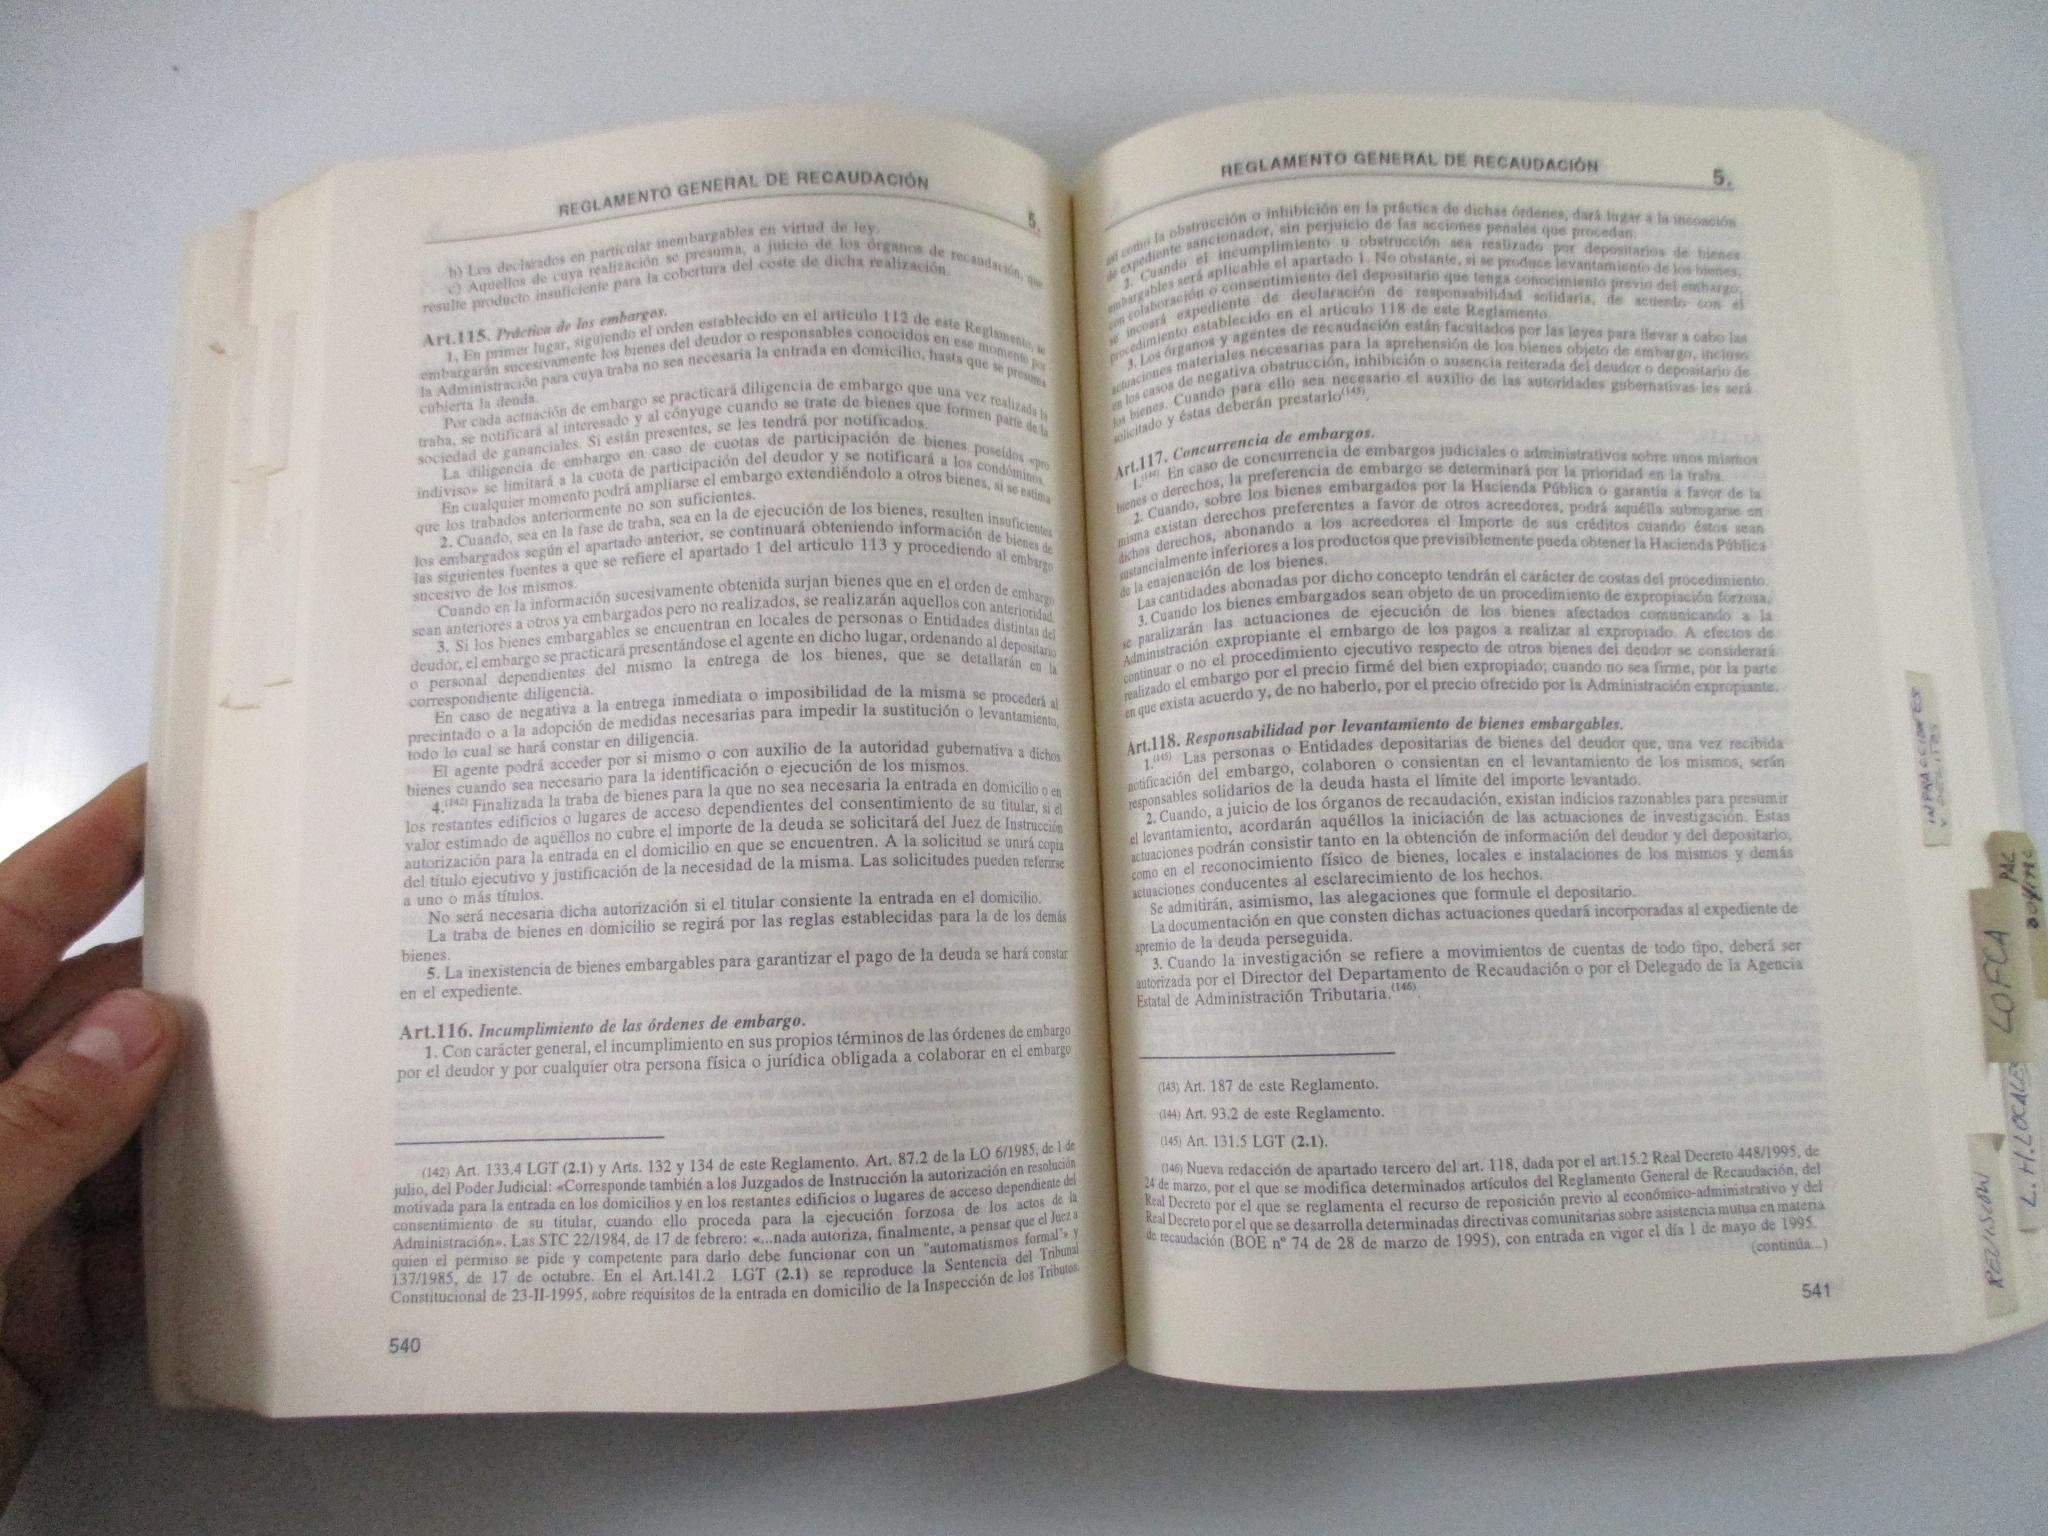 REGLAMENTO GENERAL DE RECAUDACIÓN
5.
b) Los declarados en particular inembargables en virtud de ley.
c) Aquellos de cuya realización se presuma, a juicio de los órganos de recaudación, que
resulte producto insuficiente para la cobertura del coste de dicha realización.
Art.115. Práctica de los embargos.
1. En primer lugar, siguiendo el orden establecido en el artículo 112 de este Reglamento, se
embargarán sucesivamente los bienes del deudor o responsables conocidos en ese momento por
la Administración para cuya traba no sea necesaria la entrada en domicilio, hasta que se presuma
cubierta la deuda.
Por cada actuación de embargo se practicará diligencia de embargo que una vez realizada la
traba, se notificará al interesado y al cónyuge cuando se trate de bienes que formen parte de la
sociedad de gananciales. Si están presentes, se les tendrá por notificados.
La diligencia de embargo en caso de cuotas de participación de bienes poseídos «pro
indiviso» se limitará a la cuota de participación del deudor y se notificará a los condóminos.
En cualquier momento podrá ampliarse el embargo extendiéndolo a otros bienes, si se estima
que los trabados anteriormente no son suficientes.
2. Cuando, sea en la fase de traba, sea en la de ejecución de los bienes, resulten insuficientes
los embargados según el apartado anterior, se continuará obteniendo información de bienes de
las siguientes fuentes a que se refiere el apartado 1 del artículo 113 y procediendo al embargo
sucesivo de los mismos.
Cuando en la información sucesivamente obtenida surjan bienes que en el orden de embargo
sean anteriores a otros ya embargados pero no realizados, se realizarán aquellos con anterioridad.
3. Si los bienes embargables se encuentran en locales de personas o Entidades distintas del
deudor, el embargo se practicará presentándose el agente en dicho lugar, ordenando al depositario
o personal dependientes del mismo la entrega de los bienes, que se detallarán en la
correspondiente diligencia.
En caso de negativa a la entrega inmediata o imposibilidad de la misma se procederá al
precintado o a la adopción de medidas necesarias para impedir la sustitución o levantamiento,
todo lo cual se hará constar en diligencia.
El agente podrá acceder por si mismo o con auxilio de la autoridad gubernativa a dichos
bienes cuando sea necesario para la identificación o ejecución de los mismos.
4.(142) Finalizada la traba de bienes para la que no sea necesaria la entrada en domicilio o en
los restantes edificios o lugares de acceso dependientes del consentimiento de su titular, si el
valor estimado de aquéllos no cubre el importe de la deuda se solicitará del Juez de Instrucción
autorización para la entrada en el domicilio en que se encuentren. A la solicitud se unirá copia
del título ejecutivo y justificación de la necesidad de la misma. Las solicitudes pueden referirse
a uno o más títulos.
No será necesaria dicha autorización si el titular consiente la entrada en el domicilio.
La traba de bienes en domicilio se regirá por las reglas establecidas para la de los demás
bienes.
5. La inexistencia de bienes embargables para garantizar el pago de la deuda se hará constar
en el expediente.
Art.116. Incumplimiento de las órdenes de embargo.
1. Con carácter general, el incumplimiento en sus propios términos de las órdenes de embargo
por el deudor y por cualquier otra persona física o jurídica obligada a colaborar en el embargo
(142) Art. 133.4 LGT (2.1) y Arts. 132 y 134 de este Reglamento. Art. 87.2 de la LO 6/1985, de 1 de
julio, del Poder Judicial: «Corresponde también a los Juzgados de Instrucción la autorización en resolución
motivada para la entrada en los domicilios y en los restantes edificios o lugares de acceso dependiente del
consentimiento de su titular, cuando ello proceda para la ejecución forzosa de los actos de la
Administración». Las STC 22/1984, de 17 de febrero: «...nada autoriza, finalmente, a pensar que el Juez a
quien el permiso se pide y competente para darlo debe funcionar con un "automatismos formal"» y
137/1985, de 17 de octubre. En el Art.141.2 LGT (2.1) se reproduce la Sentencia del Tribunal
Constitucional de 23-II-1995, sobre requisitos de la entrada en domicilio de la Inspección de los Tributos.
540
REGLAMENTO GENERAL DE RECAUDACIÓN
5.
así como la obstrucción o inhibición en la práctica de dichas órdenes, dará lugar a la incoación
de expediente sancionador, sin perjuicio de las acciones penales que procedan.
2. Cuando el incumplimiento u obstrucción sea realizado por depositarios de bienes
embargables será aplicable el apartado 1. No obstante, si se produce levantamiento de los bienes,
con colaboración o consentimiento del depositario que tenga conocimiento previo del embargo,
se incoará expediente de declaración de responsabilidad solidaria, de acuerdo con el
procedimiento establecido en el artículo 118 de este Reglamento.
3. Los órganos y agentes de recaudación están facultados por las leyes para llevar a cabo las
actuaciones materiales necesarias para la aprehensión de los bienes objeto de embargo, incluso
en los casos de negativa obstrucción, inhibición o ausencia reiterada del deudor o depositario de
los bienes. Cuando para ello sea necesario el auxilio de las autoridades gubernativas les será
solicitado y éstas deberán prestarlo(143).
Art.117. Concurrencia de embargos.
1.(144) En caso de concurrencia de embargos judiciales o administrativos sobre unos mismos
bienes o derechos, la preferencia de embargo se determinará por la prioridad en la traba.
2. Cuando, sobre los bienes embargados por la Hacienda Pública o garantía a favor de la
misma existan derechos preferentes a favor de otros acreedores, podrá aquélla subrogarse en
dichos derechos, abonando a los acreedores el Importe de sus créditos cuando éstos sean
sustancialmente inferiores a los productos que previsiblemente pueda obtener la Hacienda Pública
de la enajenación de los bienes.
Las cantidades abonadas por dicho concepto tendrán el carácter de costas del procedimiento.
3. Cuando los bienes embargados sean objeto de un procedimiento de expropiación forzosa,
se paralizarán las actuaciones de ejecución de los bienes afectados comunicando a la
Administración expropiante el embargo de los pagos a realizar al expropiado. A efectos de
continuar o no el procedimiento ejecutivo respecto de otros bienes del deudor se considerará
realizado el embargo por el precio firmé del bien expropiado; cuando no sea firme, por la parte
en que exista acuerdo y, de no haberlo, por el precio ofrecido por la Administración expropiante.
Art.118. Responsabilidad por levantamiento de bienes embargables.
1.(145) Las personas o Entidades depositarias de bienes del deudor que, una vez recibida
notificación del embargo, colaboren o consientan en el levantamiento de los mismos, serán
responsables solidarios de la deuda hasta el límite del importe levantado.
2. Cuando, a juicio de los órganos de recaudación, existan indicios razonables para presumir
el levantamiento, acordarán aquéllos la iniciación de las actuaciones de investigación. Estas
actuaciones podrán consistir tanto en la obtención de información del deudor y del depositario,
como en el reconocimiento físico de bienes, locales e instalaciones de los mismos y demás
actuaciones conducentes al esclarecimiento de los hechos.
Se admitirán, asimismo, las alegaciones que formule el depositario.
La documentación en que consten dichas actuaciones quedará incorporadas al expediente de
apremio de la deuda perseguida.
3. Cuando la investigación se refiere a movimientos de cuentas de todo tipo, deberá ser
autorizada por el Director del Departamento de Recaudación o por el Delegado de la Agencia
Estatal de Administración Tributaria.(146).
(143) Art. 187 de este Reglamento.
(144) Art. 93.2 de este Reglamento.
(145) Art. 131.5 LGT (2.1).
(146) Nueva redacción de apartado tercero del art. 118, dada por el art.15.2 Real Decreto 448/1995, de
24 de marzo, por el que se modifica determinados artículos del Reglamento General de Recaudación, del
Real Decreto por el que se reglamenta el recurso de reposición previo al económico-administrativo y del
Real Decreto por el que se desarrolla determinadas directivas comunitarias sobre asistencia mutua en materia
de recaudación (BOE nº 74 de 28 de marzo de 1995), con entrada en vigor el día 1 de mayo de 1995.
(continúa...)
541
INFRACCIONES
Y DELITOS
PAC
LOFCA
L.H.LOCALES
REVISION